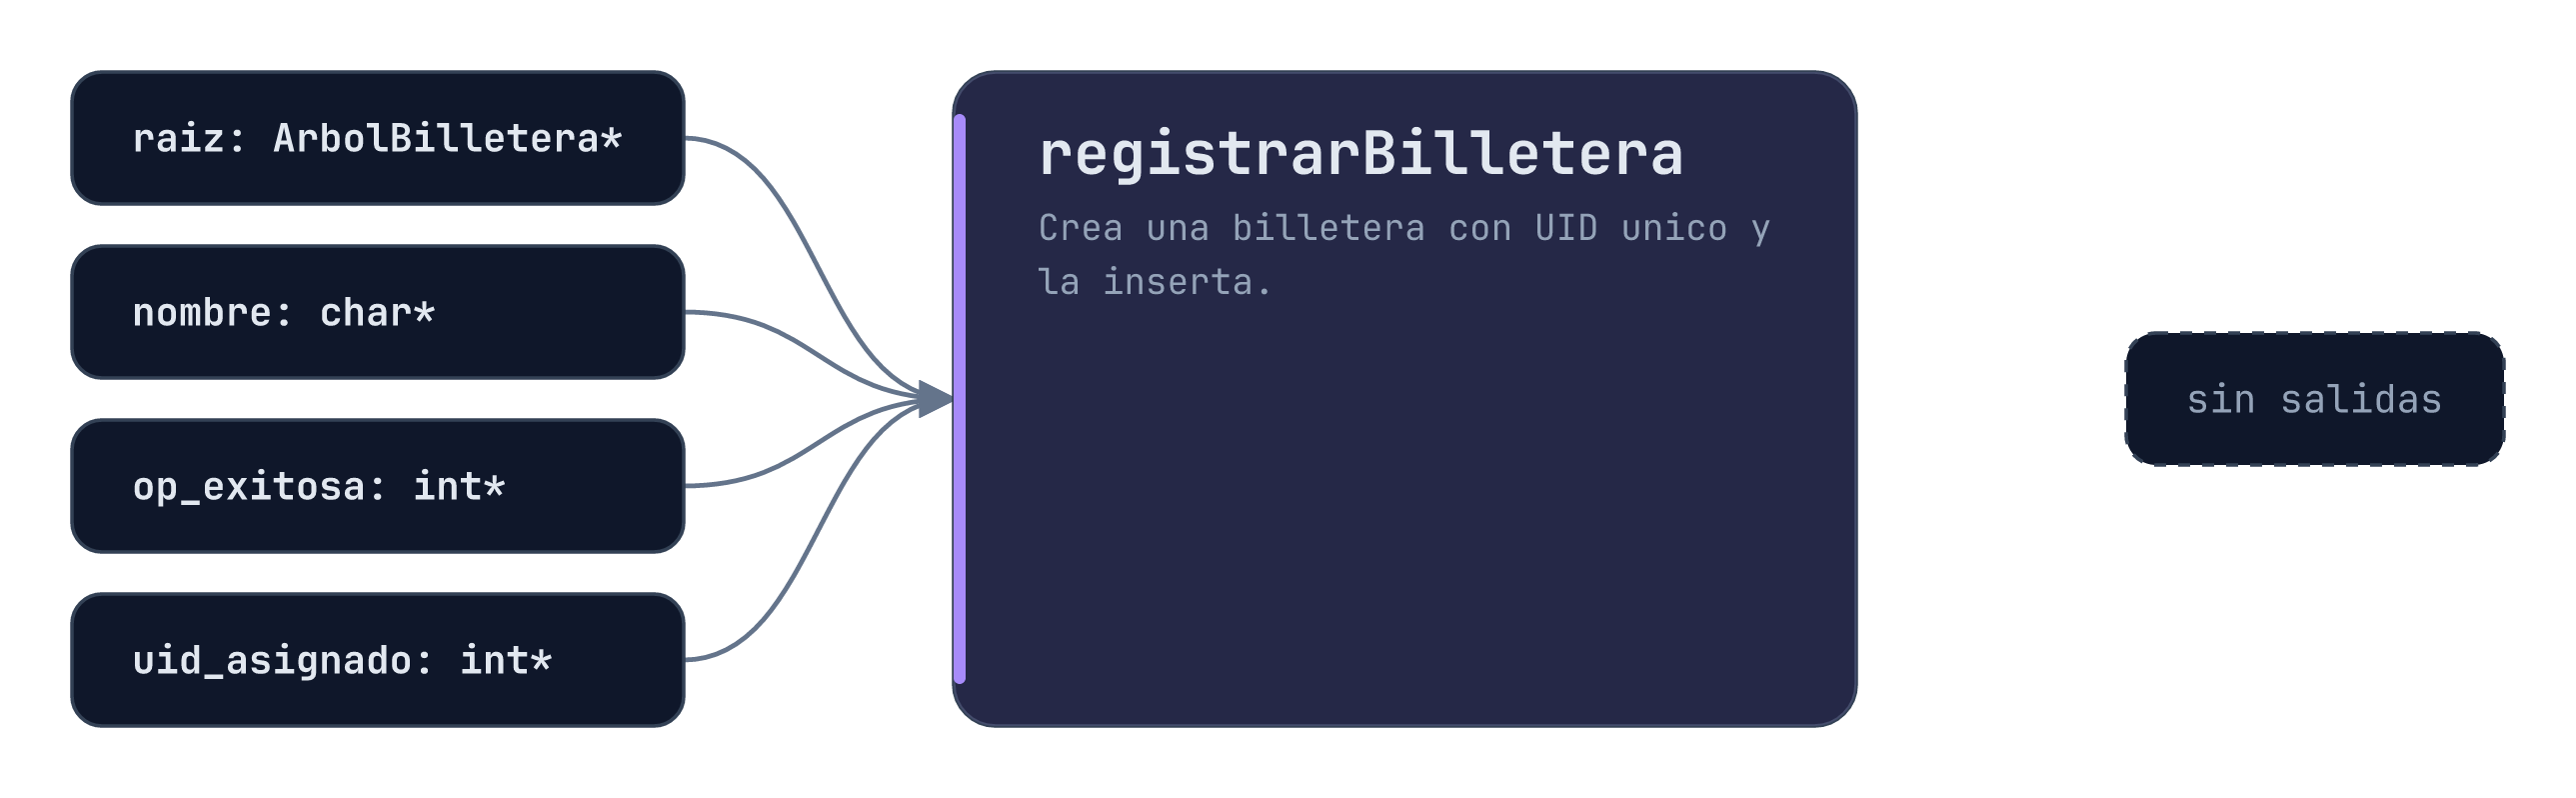 raiz: ArbolBilletera*
nombre: char*
op_exitosa: int*
uid_asignado: int*
registrarBilletera
Crea una billetera con UID unico y
la inserta.
sin salidas